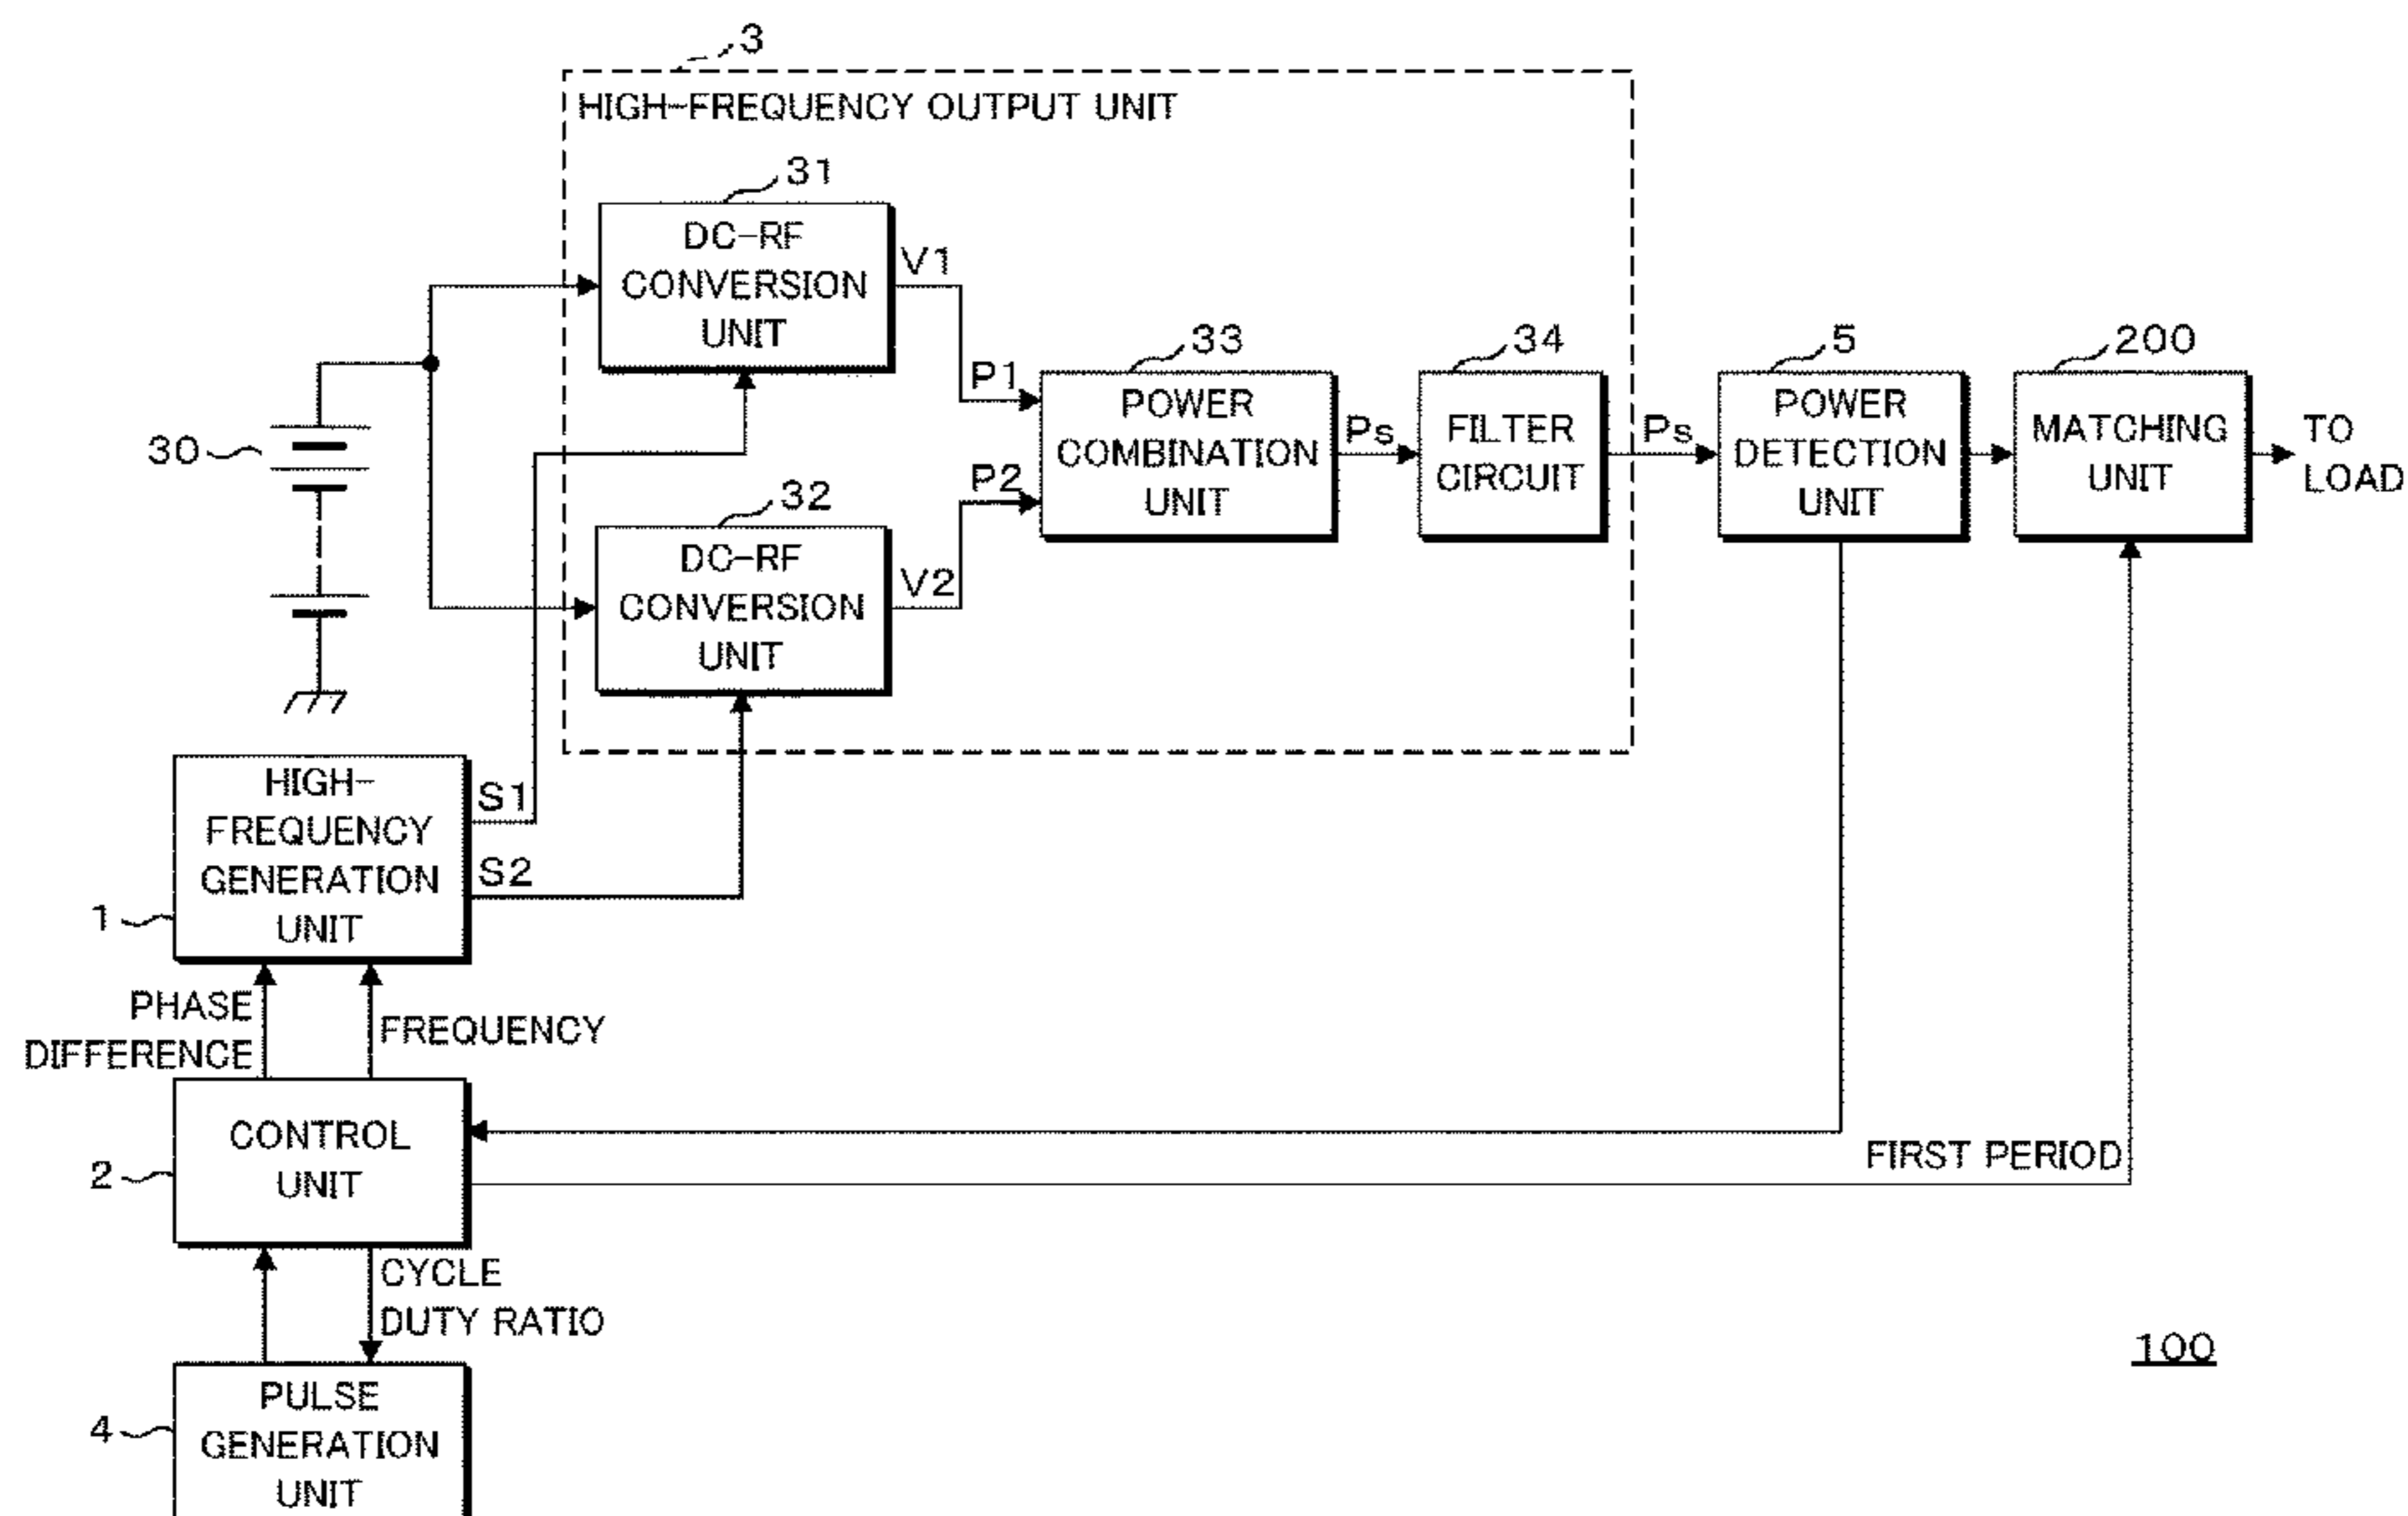 3
HIGH-FREQUENCY OUTPUT UNIT
31
DC-RF
CONVERSION
UNIT
V1
P1
30
32
DC-RF
CONVERSION
UNIT
V2
P2
33
POWER
COMBINATION
UNIT
Ps
34
FILTER
CIRCUIT
Ps
5
POWER
DETECTION
UNIT
200
MATCHING
UNIT
TO
LOAD
HIGH-
FREQUENCY
GENERATION
UNIT
1
S1
S2
PHASE
DIFFERENCE
FREQUENCY
CONTROL
UNIT
2
FIRST PERIOD
CYCLE
DUTY RATIO
PULSE
GENERATION
UNIT
4
100